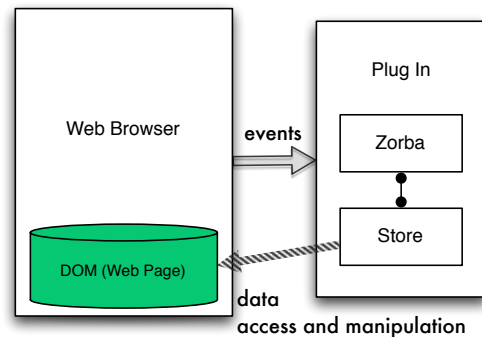 Web Browser
DOM (Web Page)
events
Plug In
Zorba
Store
data
access and manipulation